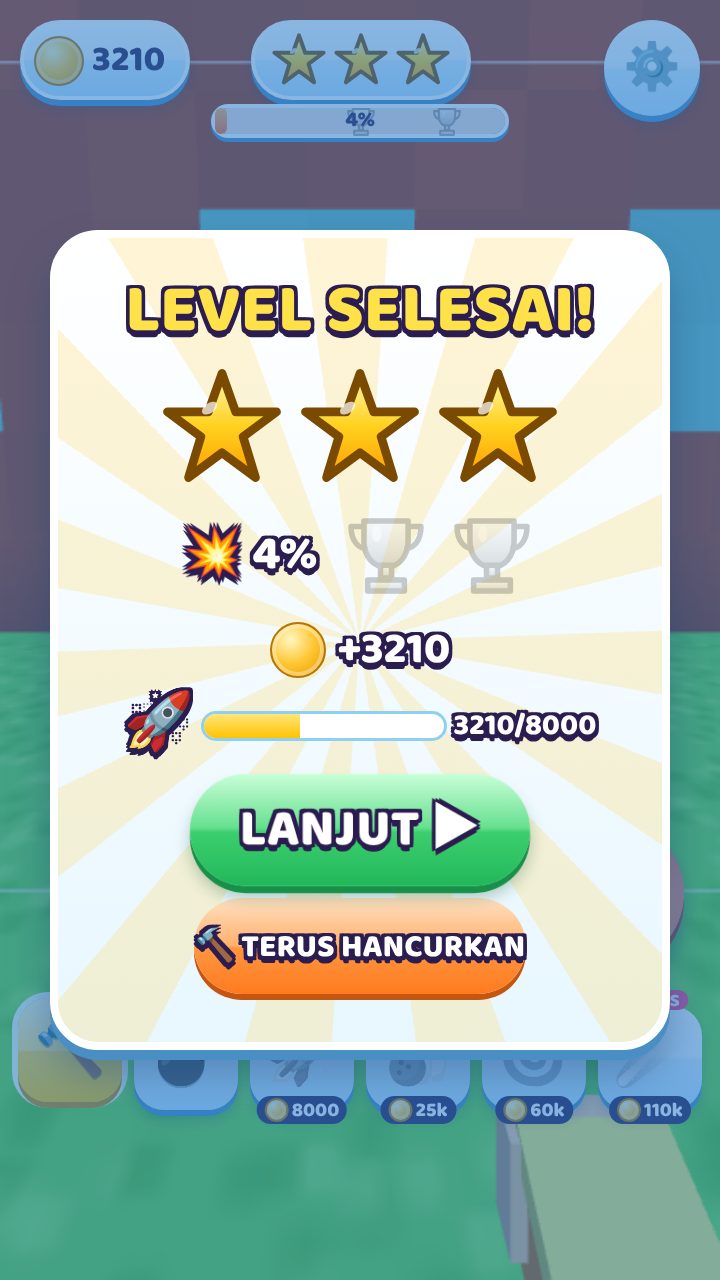 3210
4%
LEVEL SELESAI!
4%
+3210
3210/8000
LANJUT
TERUS HANCURKAN
S
8000 25k 60k 110k